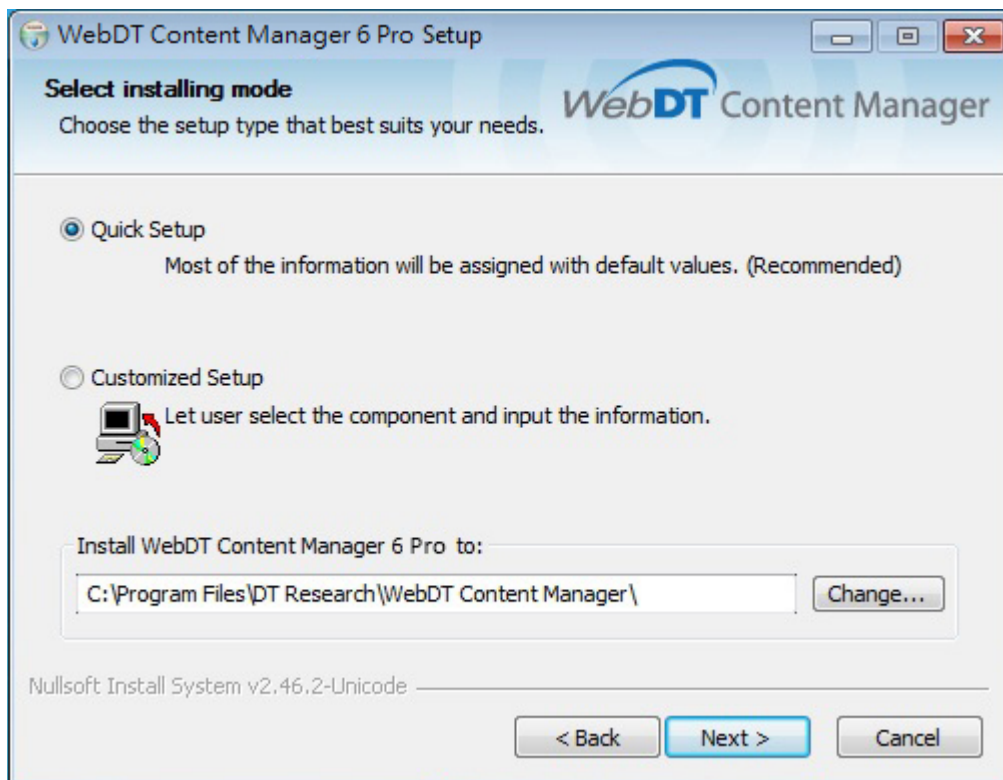 WebDT Content Manager 6 Pro Setup
Select installing mode
Choose the setup type that best suits your needs.
WebDT Content Manager
Quick Setup
Most of the information will be assigned with default values. (Recommended)
Customized Setup
Let user select the component and input the information.
Install WebDT Content Manager 6 Pro to:
C:\Program Files\DT Research\WebDT Content Manager\
Change...
Nullsoft Install System v2.46.2-Unicode
< Back
Next >
Cancel